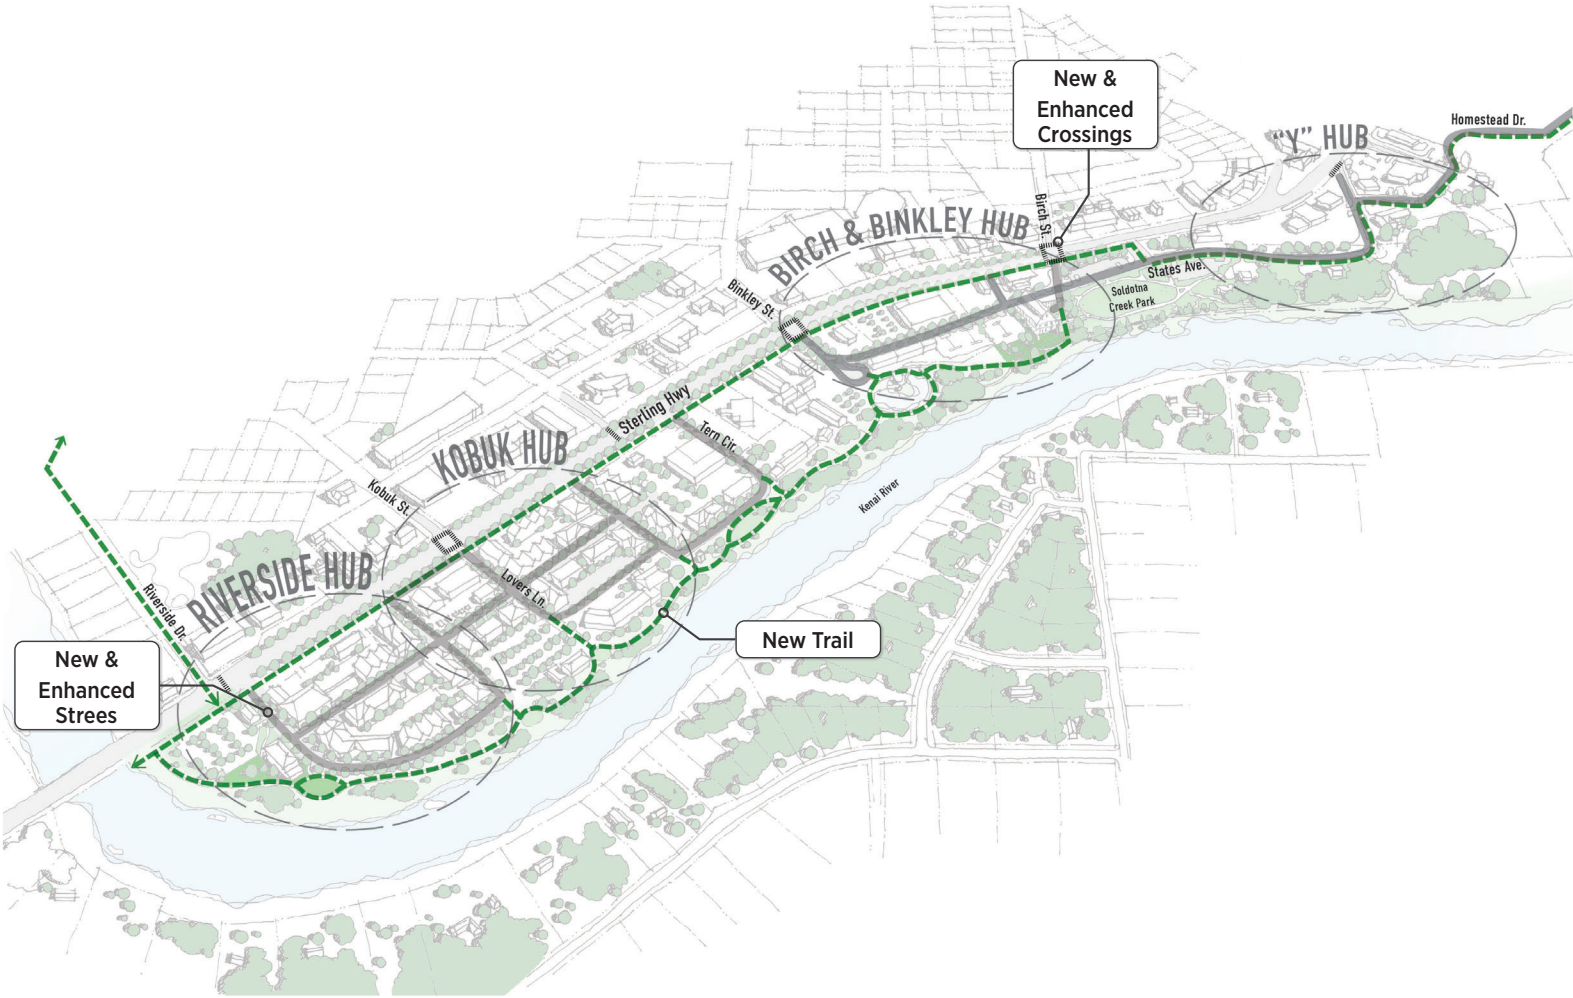 New &
Enhanced
Crossings
Homestead Dr.
"Y" HUB
Birch St.
BIRCH & BINKLEY HUB
States Ave.
Soldotna
Creek Park
Binkley St.
Sterling Hwy
Tern Cir.
KOBUK HUB
Kobuk St.
Kenai River
Lovers Ln.
RIVERSIDE HUB
Riverside Dr.
New Trail
New &
Enhanced
Strees